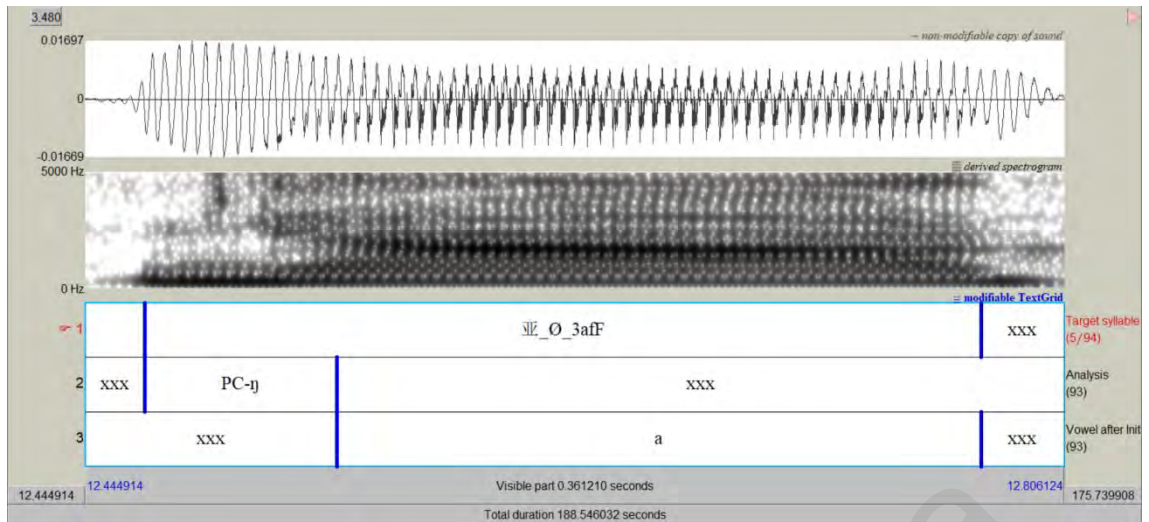 3.480
0.01697
– non-modifiable copy of sound
0
-0.01669
5000 Hz
derived spectrogram
0 Hz
modifiable TextGrid
1 亚_Ø_3afF xxx Target syllable (5/94)
2 xxx PC-ŋ xxx Analysis (93)
3 xxx a xxx Vowel after Init (93)
12.444914 Visible part 0.361210 seconds 12.806124
12.444914 175.739908
Total duration 188.546032 seconds